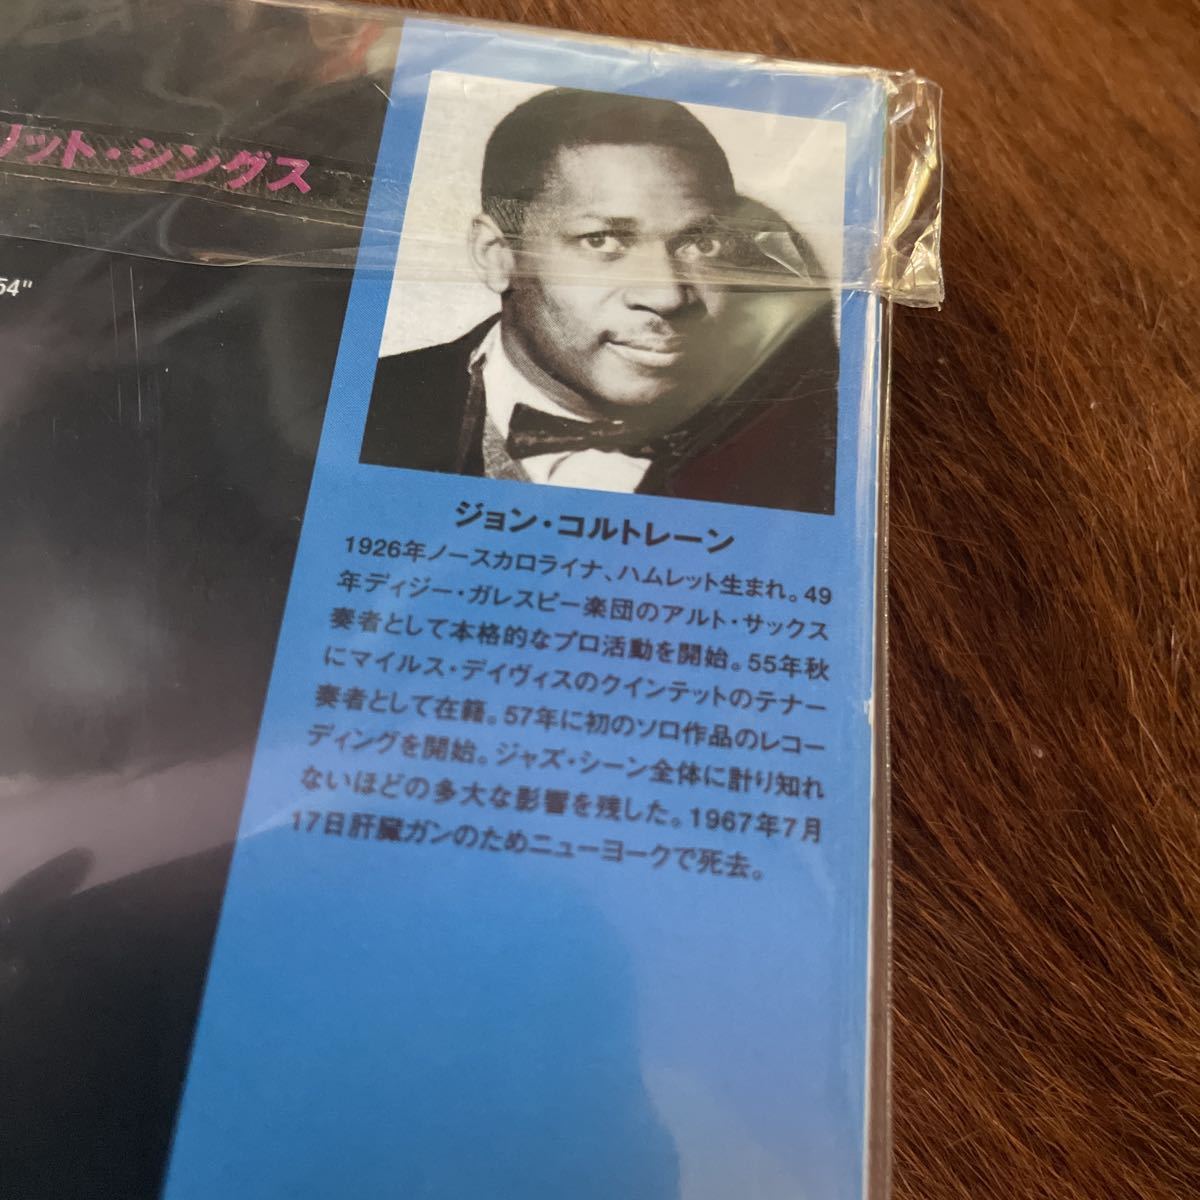 リット・シングス
54"
ジョン・コルトレーン
1926年ノースカロライナ、ハムレット生まれ。49
年ディジー・ガレスピー楽団のアルト・サックス
奏者として本格的なプロ活動を開始。55年秋
にマイルス・デイヴィスのクインテットのテナー
奏者として在籍。57年に初のソロ作品のレコー
ディングを開始。ジャズ・シーン全体に計り知れ
ないほどの多大な影響を残した。1967年7月
17日肝臓ガンのためニューヨークで死去。